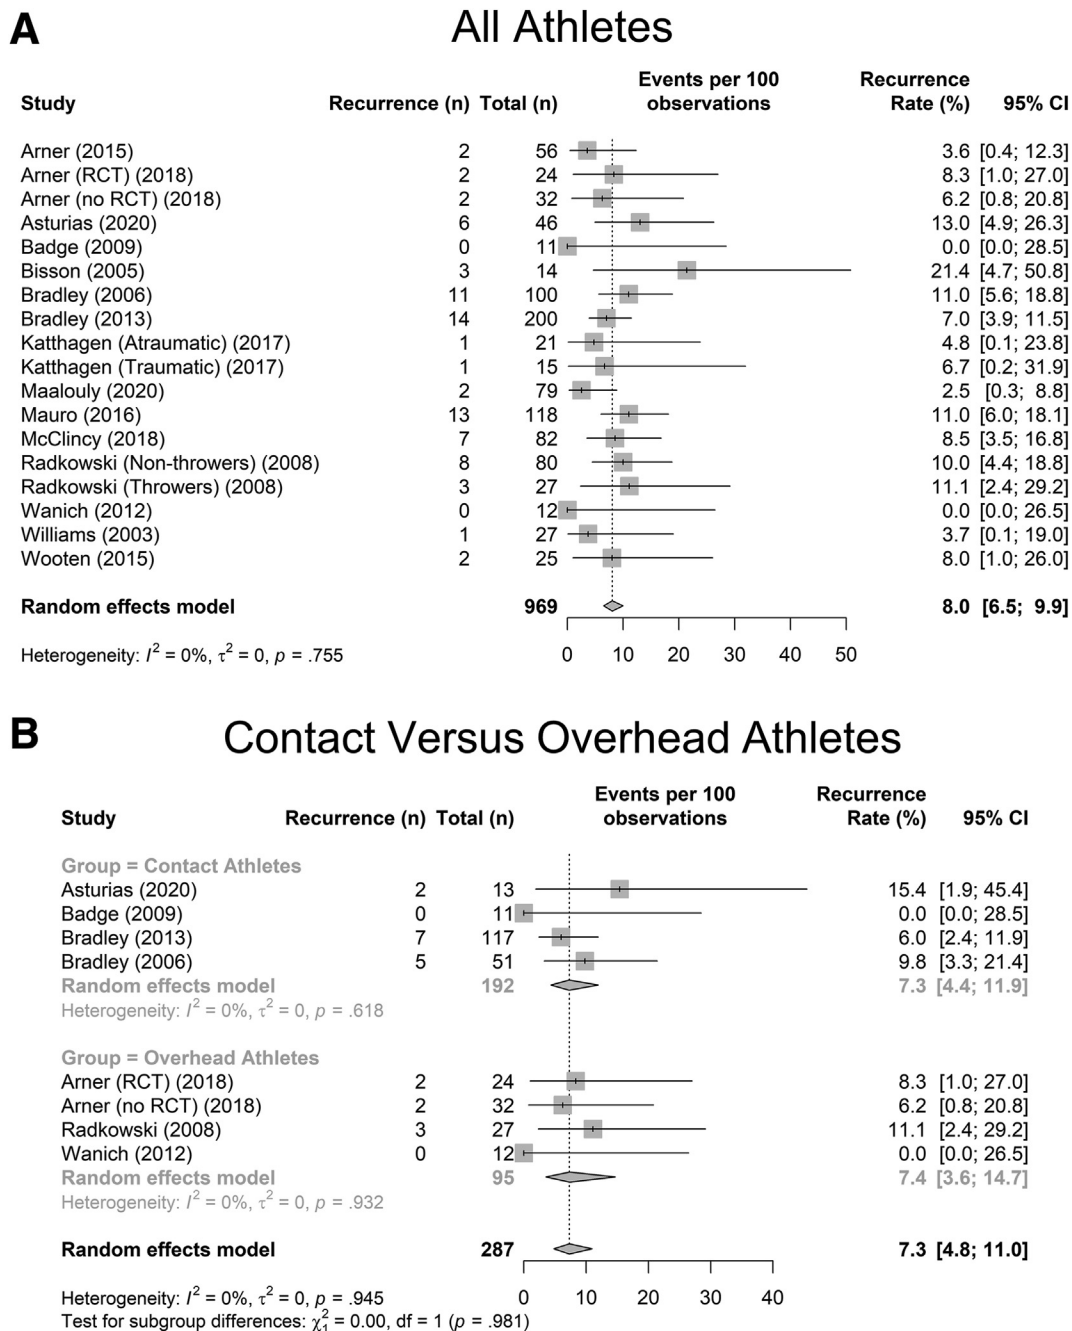 A
All Athletes
Events per 100 Recurrence
Study Recurrence (n) Total (n) observations Rate (%) 95% CI
Arner (2015) 2 56 3.6 [0.4; 12.3]
Arner (RCT) (2018) 2 24 8.3 [1.0; 27.0]
Arner (no RCT) (2018) 2 32 6.2 [0.8; 20.8]
Asturias (2020) 6 46 13.0 [4.9; 26.3]
Badge (2009) 0 11 0.0 [0.0; 28.5]
Bisson (2005) 3 14 21.4 [4.7; 50.8]
Bradley (2006) 11 100 11.0 [5.6; 18.8]
Bradley (2013) 14 200 7.0 [3.9; 11.5]
Katthagen (Atraumatic) (2017) 1 21 4.8 [0.1; 23.8]
Katthagen (Traumatic) (2017) 1 15 6.7 [0.2; 31.9]
Maalouly (2020) 2 79 2.5 [0.3; 8.8]
Mauro (2016) 13 118 11.0 [6.0; 18.1]
McClincy (2018) 7 82 8.5 [3.5; 16.8]
Radkowski (Non-throwers) (2008) 8 80 10.0 [4.4; 18.8]
Radkowski (Throwers) (2008) 3 27 11.1 [2.4; 29.2]
Wanich (2012) 0 12 0.0 [0.0; 26.5]
Williams (2003) 1 27 3.7 [0.1; 19.0]
Wooten (2015) 2 25 8.0 [1.0; 26.0]
Random effects model 969 8.0 [6.5; 9.9]
Heterogeneity: I² = 0%, τ² = 0, p = .755
0 10 20 30 40 50
B
Contact Versus Overhead Athletes
Events per 100 Recurrence
Study Recurrence (n) Total (n) observations Rate (%) 95% CI
Group = Contact Athletes
Asturias (2020) 2 13 15.4 [1.9; 45.4]
Badge (2009) 0 11 0.0 [0.0; 28.5]
Bradley (2013) 7 117 6.0 [2.4; 11.9]
Bradley (2006) 5 51 9.8 [3.3; 21.4]
Random effects model 192 7.3 [4.4; 11.9]
Heterogeneity: I² = 0%, τ² = 0, p = .618
Group = Overhead Athletes
Arner (RCT) (2018) 2 24 8.3 [1.0; 27.0]
Arner (no RCT) (2018) 2 32 6.2 [0.8; 20.8]
Radkowski (2008) 3 27 11.1 [2.4; 29.2]
Wanich (2012) 0 12 0.0 [0.0; 26.5]
Random effects model 95 7.4 [3.6; 14.7]
Heterogeneity: I² = 0%, τ² = 0, p = .932
Random effects model 287 7.3 [4.8; 11.0]
Heterogeneity: I² = 0%, τ² = 0, p = .945
0 10 20 30 40
Test for subgroup differences: χ²₁ = 0.00, df = 1 (p = .981)